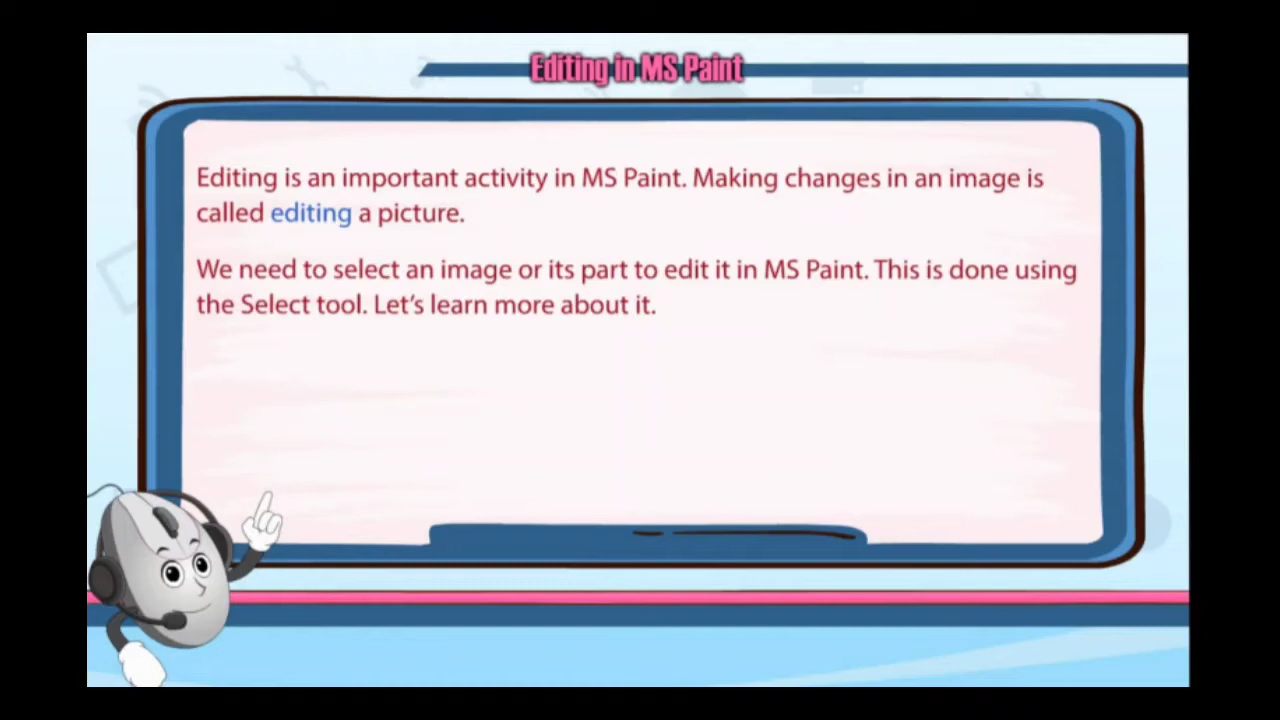 Editing in MS Paint
Editing is an important activity in MS Paint. Making changes in an image is
called editing a picture.
We need to select an image or its part to edit it in MS Paint. This is done using
the Select tool. Let’s learn more about it.